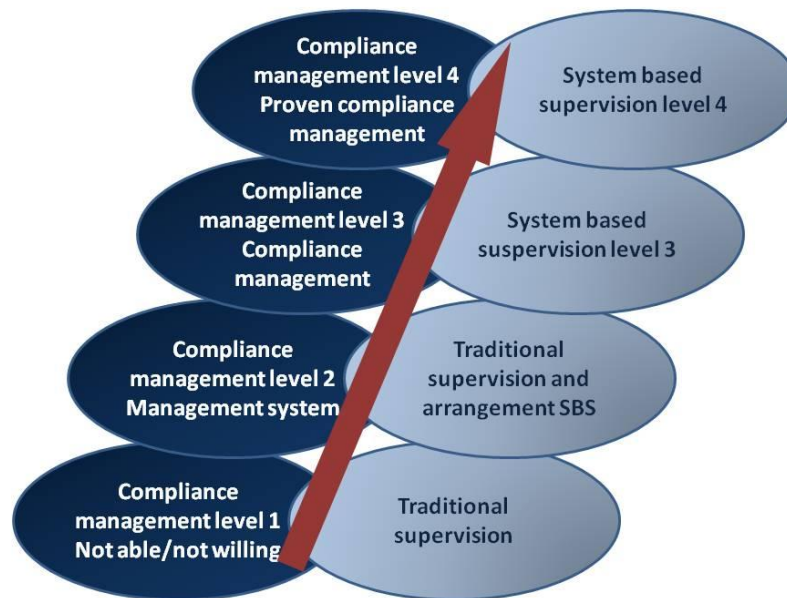 Compliance
management level 4
Proven compliance
management
System based
supervision level 4
Compliance
management level 3
Compliance
management
System based
suspervision level 3
Compliance
management level 2
Management system
Traditional
supervision and
arrangement SBS
Compliance
management level 1
Not able/not willing
Traditional
supervision